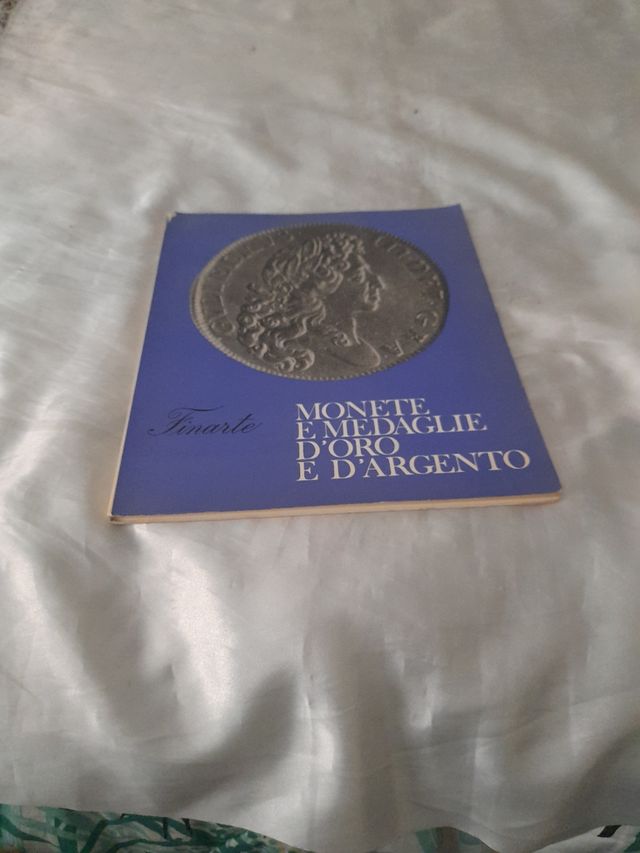 Finarte
MONETE
E MEDAGLIE
D'ORO
E D'ARGENTO